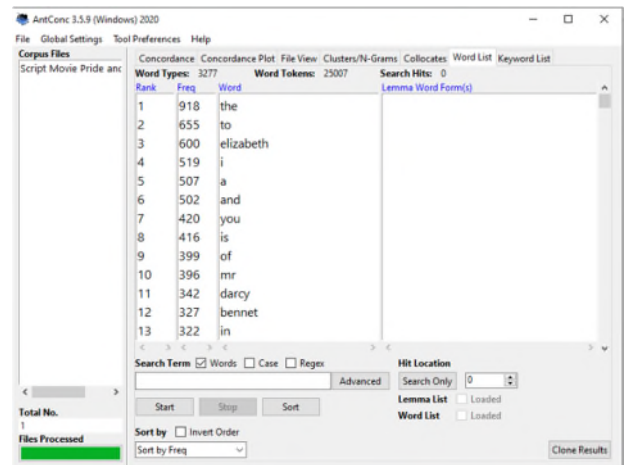 AntConc 3.5.9 (Windows) 2020
File Global Settings Tool Preferences Help
Corpus Files
Script Movie Pride anc
Concordance Concordance Plot File View Clusters/N-Grams Collocates Word List Keyword List
Word Types: 3277 Word Tokens: 25007 Search Hits: 0
Rank Freq Word Lemma Word Form(s)
1 918 the
2 655 to
3 600 elizabeth
4 519 i
5 507 a
6 502 and
7 420 you
8 416 is
9 399 of
10 396 mr
11 342 darcy
12 327 bennet
13 322 in
Search Term Words Case Regex Hit Location
Advanced Search Only 0
Start Stop Sort Lemma List Loaded
Word List Loaded
Total No.
1
Files Processed
Sort by Invert Order
Sort by Freq Clone Results